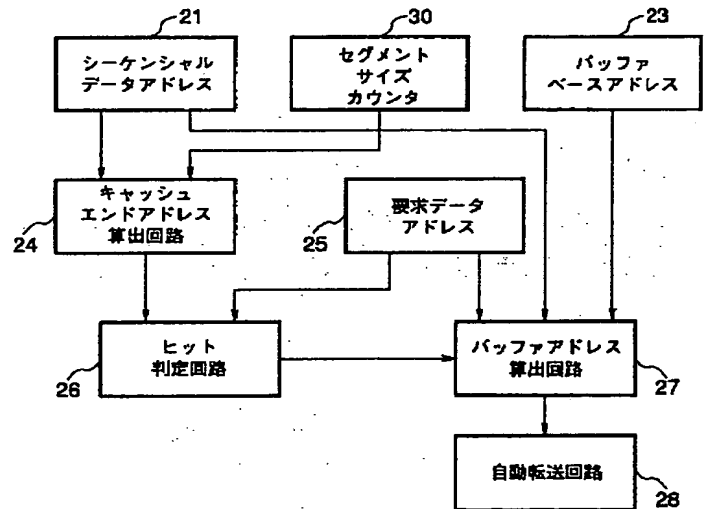 21
30
23
シーケンシャル
データアドレス
セグメント
サイズ
カウンタ
バッファ
ベースアドレス
キャッシュ
エンドアドレス
算出回路
24
要求データ
アドレス
25
ヒット
判定回路
26
バッファアドレス
算出回路
27
自動転送回路
28